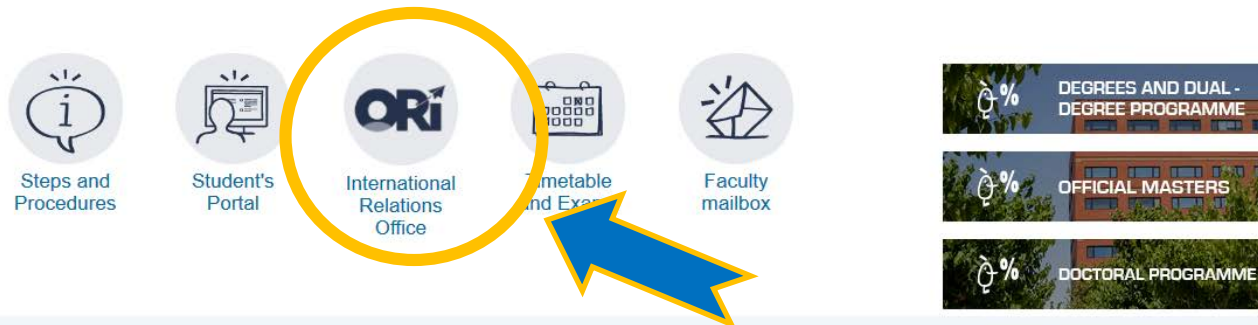 i
ORi
Steps and
Procedures
Student's
Portal
International
Relations
Office
Faculty
mailbox
% DEGREES AND DUAL -
DEGREE PROGRAMME
% OFFICIAL MASTERS
% DOCTORAL PROGRAMME